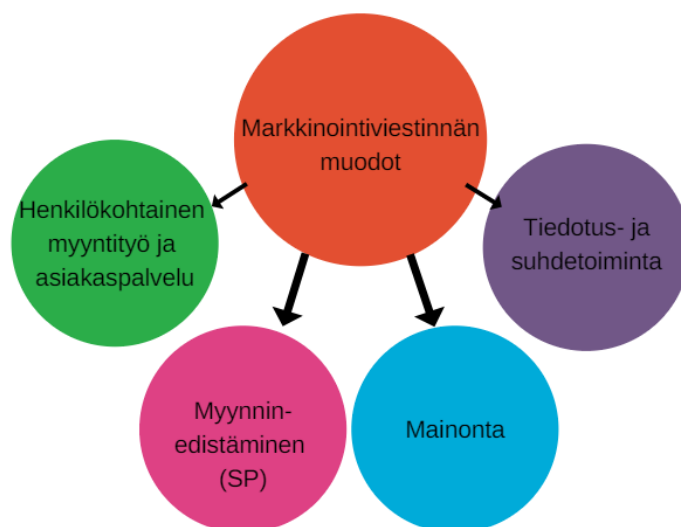 Markkinointiviestinnän
muodot
Henkilökohtainen
myyntityö ja
asiakaspalvelu
Tiedotus- ja
suhdetoiminta
Myynnin-
edistäminen
(SP)
Mainonta